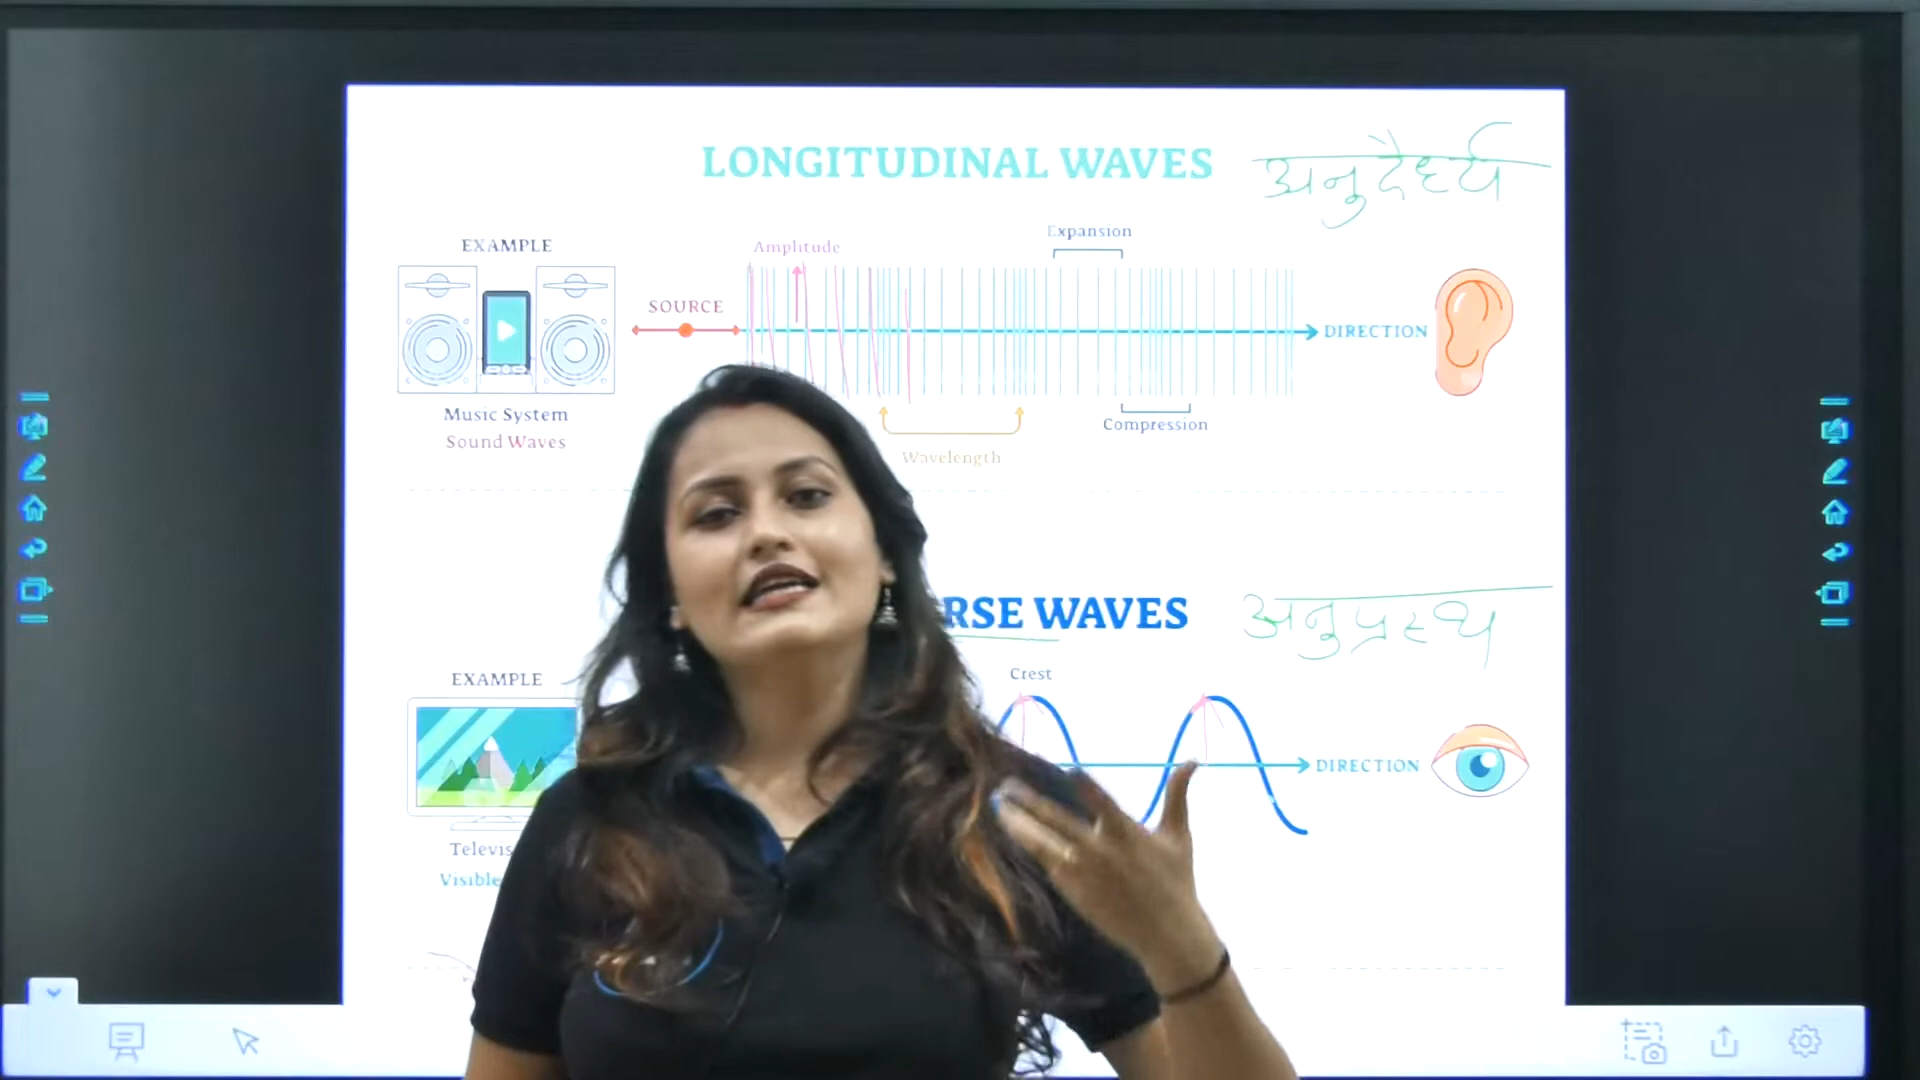 LONGITUDINAL WAVES
अनुदैर्ध्य
EXAMPLE
Amplitude
Expansion
SOURCE
DIRECTION
Music System
Sound Waves
Compression
Wavelength
RSE WAVES
अनुप्रस्थ
EXAMPLE
Crest
DIRECTION
Televis
Visible